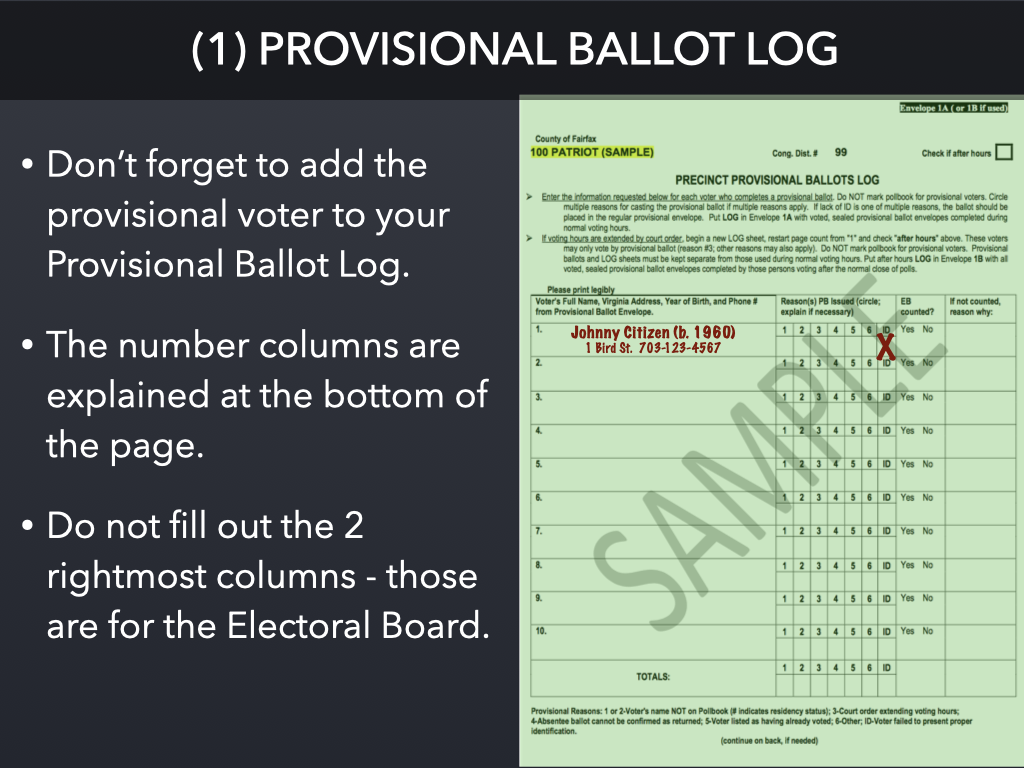 (1) PROVISIONAL BALLOT LOG
• Don’t forget to add the
provisional voter to your
Provisional Ballot Log.
• The number columns are
explained at the bottom of
the page.
• Do not fill out the 2
rightmost columns - those
are for the Electoral Board.
Envelope 1A ( or 1B if used)
County of Fairfax
100 PATRIOT (SAMPLE) Cong. Dist. # 99 Check if after hours
PRECINCT PROVISIONAL BALLOTS LOG
➢ Enter the information requested below for each voter who completes a provisional ballot. Do NOT mark pollbook for provisional voters. Circle
multiple reasons for casting the provisional ballot if multiple reasons apply. If lack of ID is one of multiple reasons, the ballot should be
placed in the regular provisional envelope. Put LOG in Envelope 1A with voted, sealed provisional ballot envelopes completed during
normal voting hours.
➢ If voting hours are extended by court order, begin a new LOG sheet, restart page count from "1" and check "after hours" above. These voters
may only vote by provisional ballot (reason #3; other reasons may also apply). Do NOT mark pollbook for provisional voters. Provisional
ballots and LOG sheets must be kept separate from those used during normal voting hours. Put after hours LOG in Envelope 1B with all
voted, sealed provisional ballot envelopes completed by those persons voting after the normal close of polls.
Please print legibly
Voter's Full Name, Virginia Address, Year of Birth, and Phone # Reason(s) PB Issued (circle; EB If not counted,
from Provisional Ballot Envelope. explain if necessary) counted? reason why:
1. Johnny Citizen (b. 1960) 1 2 3 4 5 6 ID Yes No
1 Bird St. 703-123-4567 X
2. 1 2 3 4 5 6 ID Yes No
3. 1 2 3 4 5 6 ID Yes No
4. 1 2 3 4 5 6 ID Yes No
5. 1 2 3 4 5 6 ID Yes No
6. 1 2 3 4 5 6 ID Yes No
7. 1 2 3 4 5 6 ID Yes No
8. 1 2 3 4 5 6 ID Yes No
9. 1 2 3 4 5 6 ID Yes No
10. 1 2 3 4 5 6 ID Yes No
TOTALS: 1 2 3 4 5 6 ID
SAMPLE
Provisional Reasons: 1 or 2-Voter's name NOT on Pollbook (# indicates residency status); 3-Court order extending voting hours;
4-Absentee ballot cannot be confirmed as returned; 5-Voter listed as having already voted; 6-Other; ID-Voter failed to present proper
identification.
(continue on back, if needed)